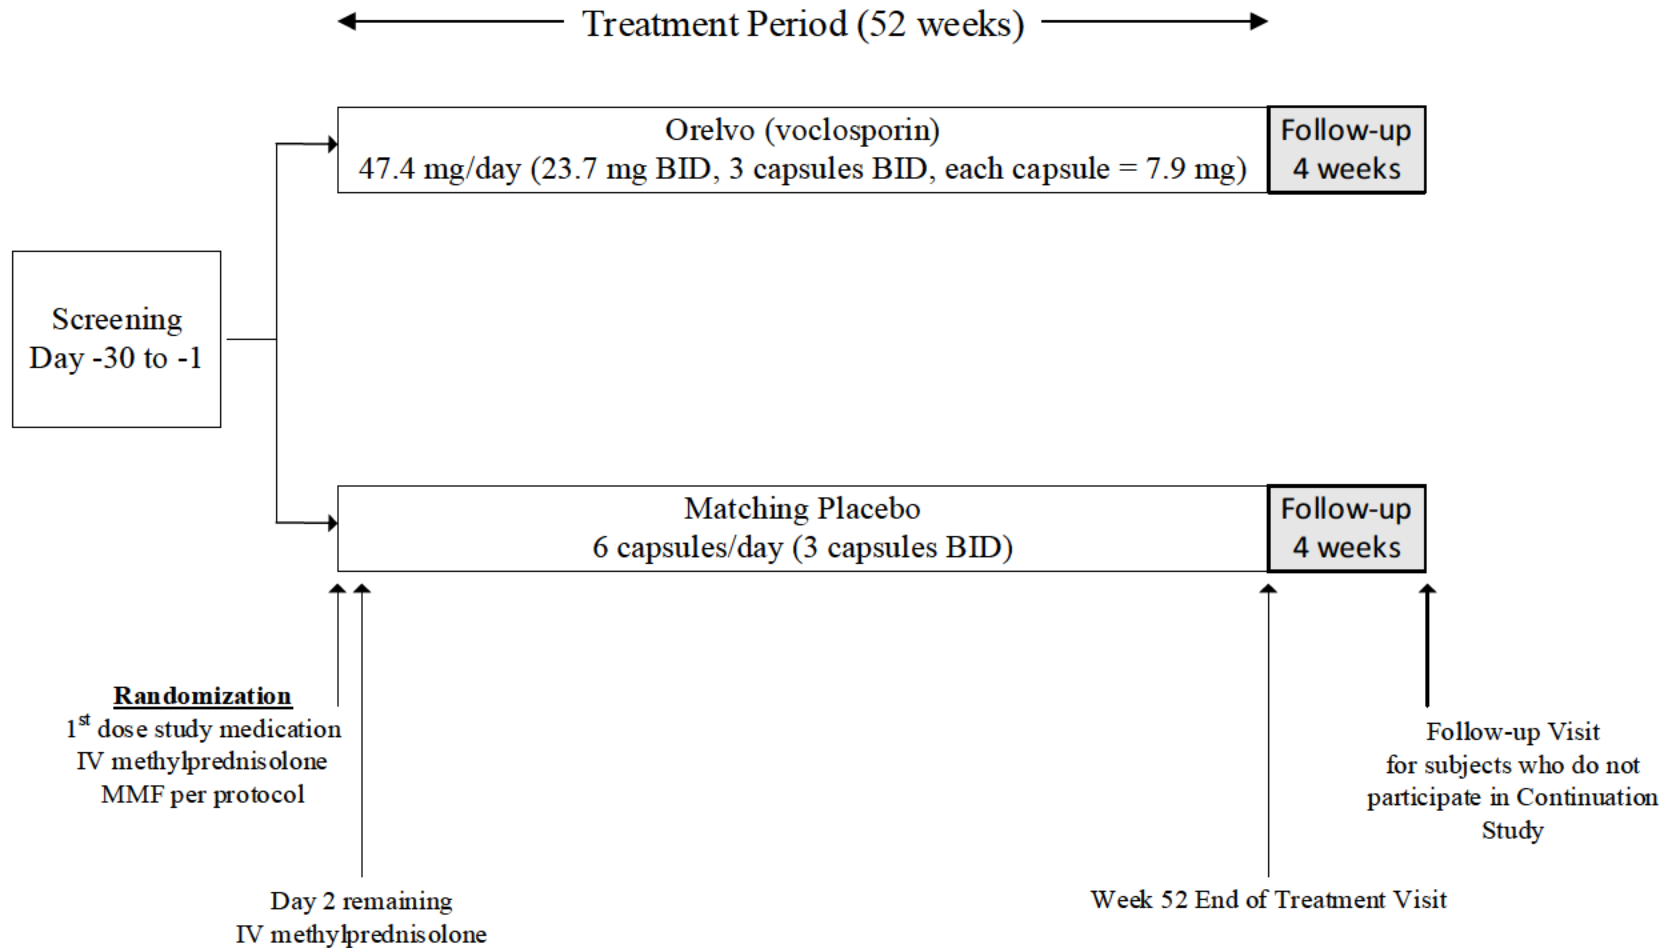 Treatment Period (52 weeks)
Orelvo (voclosporin)
47.4 mg/day (23.7 mg BID, 3 capsules BID, each capsule = 7.9 mg)
Follow-up
4 weeks
Screening
Day -30 to -1
Matching Placebo
6 capsules/day (3 capsules BID)
Follow-up
4 weeks
Randomization
1st dose study medication
IV methylprednisolone
MMF per protocol
Day 2 remaining
IV methylprednisolone
Week 52 End of Treatment Visit
Follow-up Visit
for subjects who do not
participate in Continuation
Study